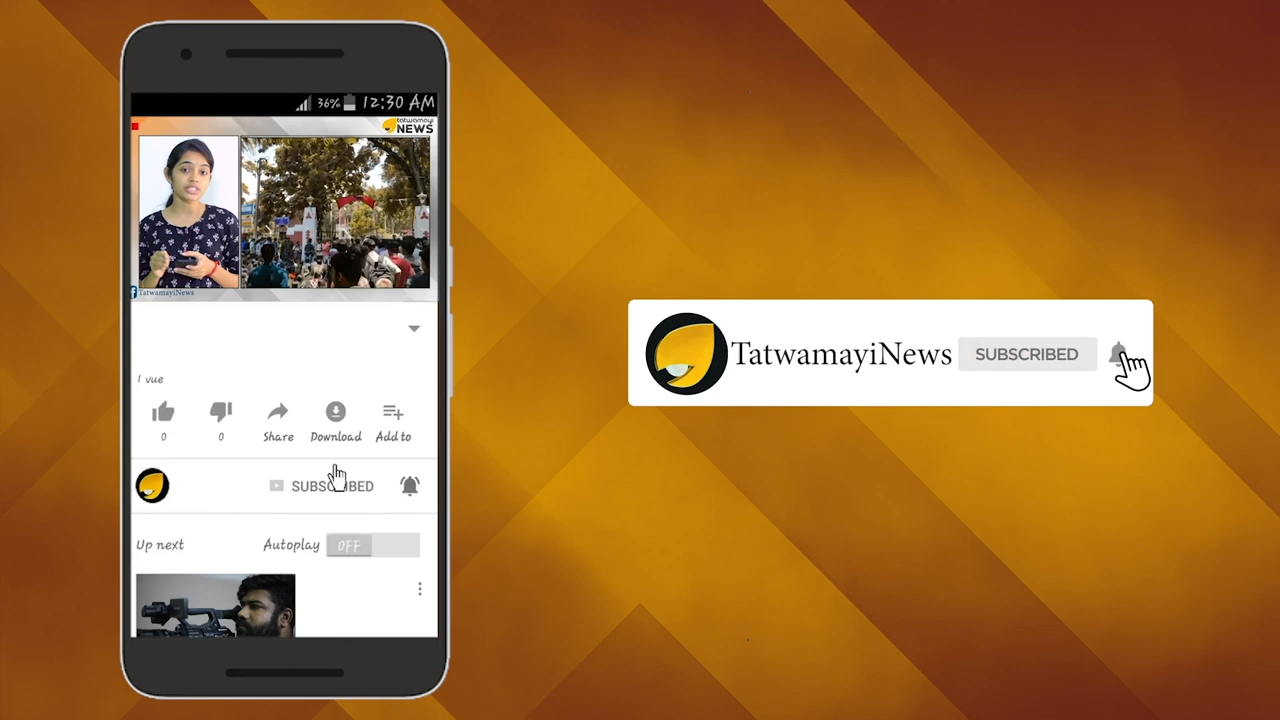 36% 12:30 AM
tatwamayi
NEWS
TatwamayiNews
1 vue
0 0 Share Download Add to
SUBSCRIBED
Up next Autoplay OFF
TatwamayiNews SUBSCRIBED